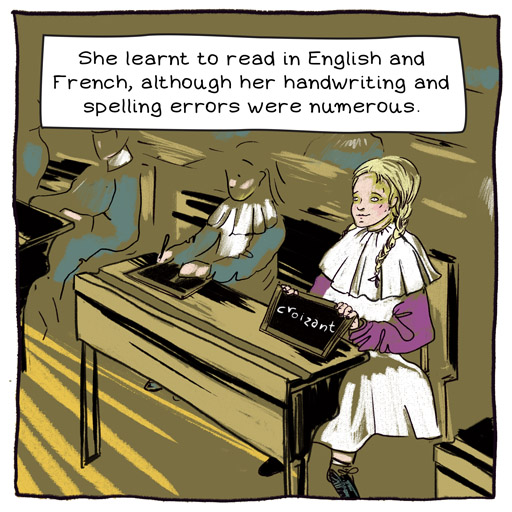 She learnt to read in English and
French, although her handwriting and
spelling errors were numerous.
croizant